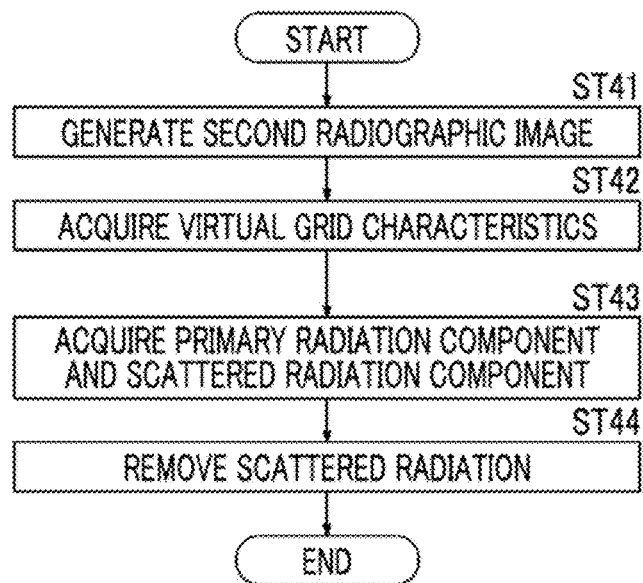 START
ST41
GENERATE SECOND RADIOGRAPHIC IMAGE
ST42
ACQUIRE VIRTUAL GRID CHARACTERISTICS
ST43
ACQUIRE PRIMARY RADIATION COMPONENT
AND SCATTERED RADIATION COMPONENT
ST44
REMOVE SCATTERED RADIATION
END